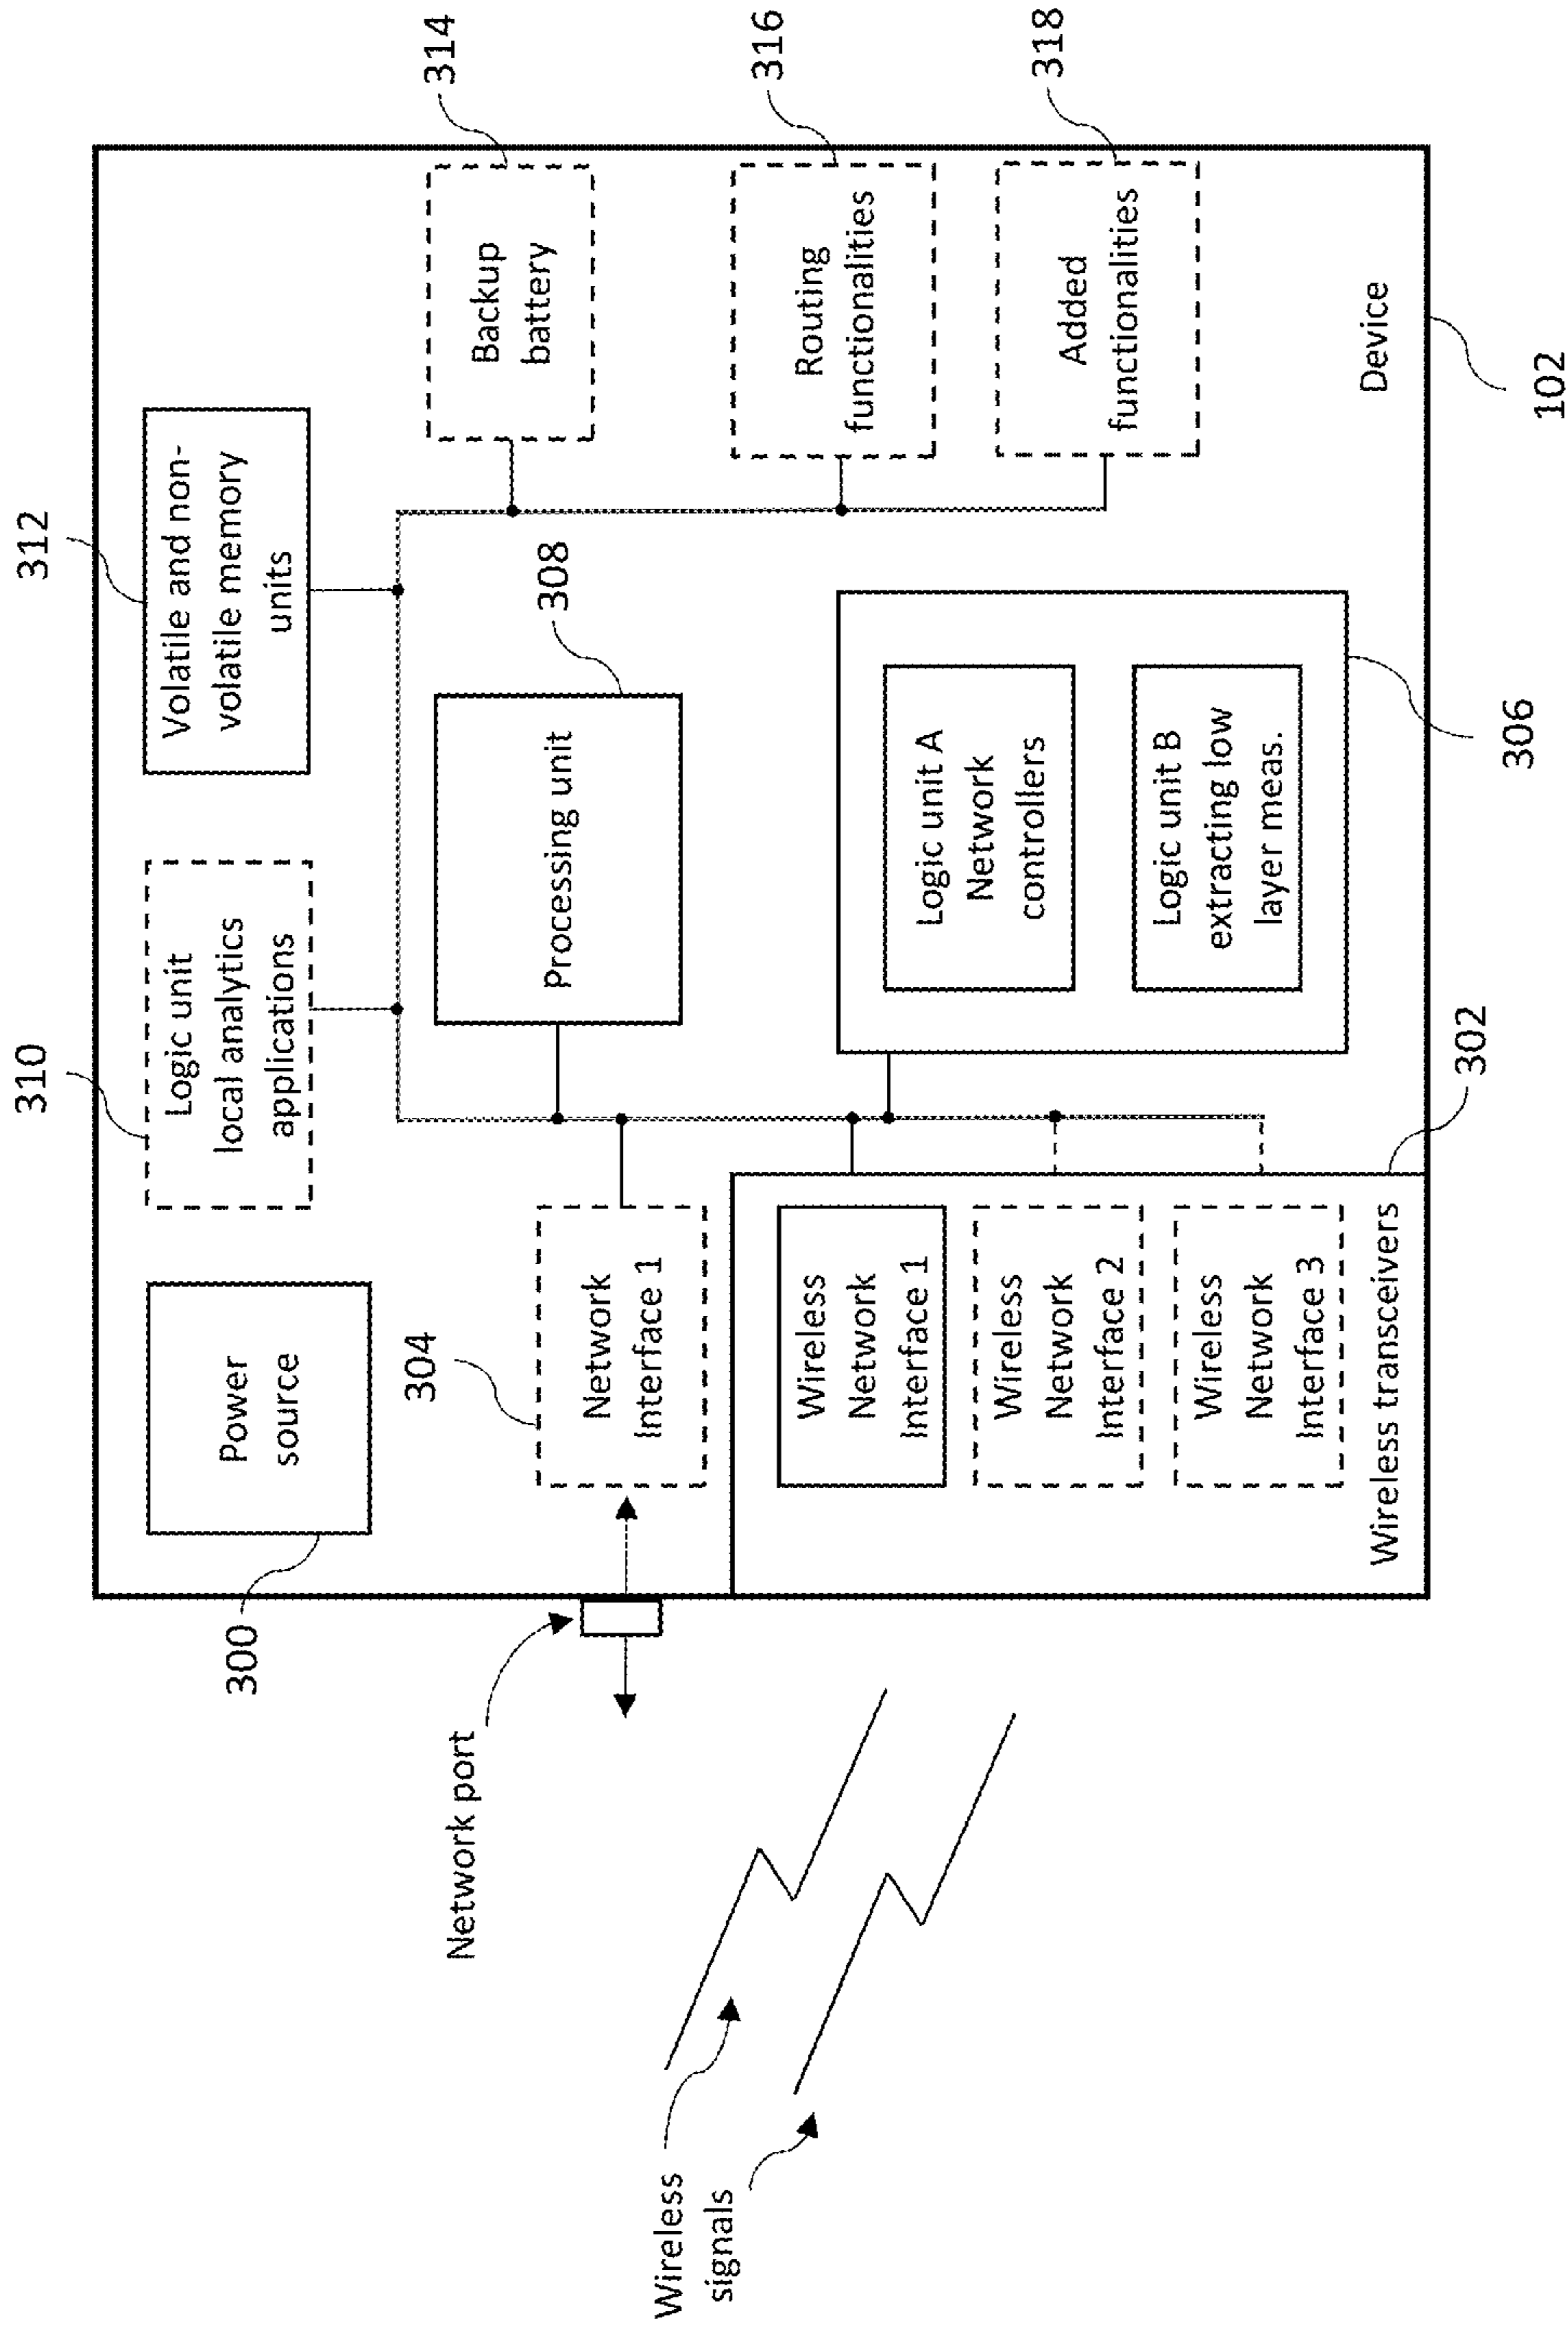 300
Power
source
310
Logic unit
local analytics
applications
312
Volatile and non-
volatile memory
units
304
Network
Interface 1
Network port
308
Processing unit
314
Backup
battery
316
Routing
functionalities
318
Added
functionalities
Wireless
signals
Wireless
Network
Interface 1
Wireless
Network
Interface 2
Wireless
Network
Interface 3
Wireless transceivers
302
Logic unit A
Network
controllers
Logic unit B
extracting low
layer meas.
306
Device
102